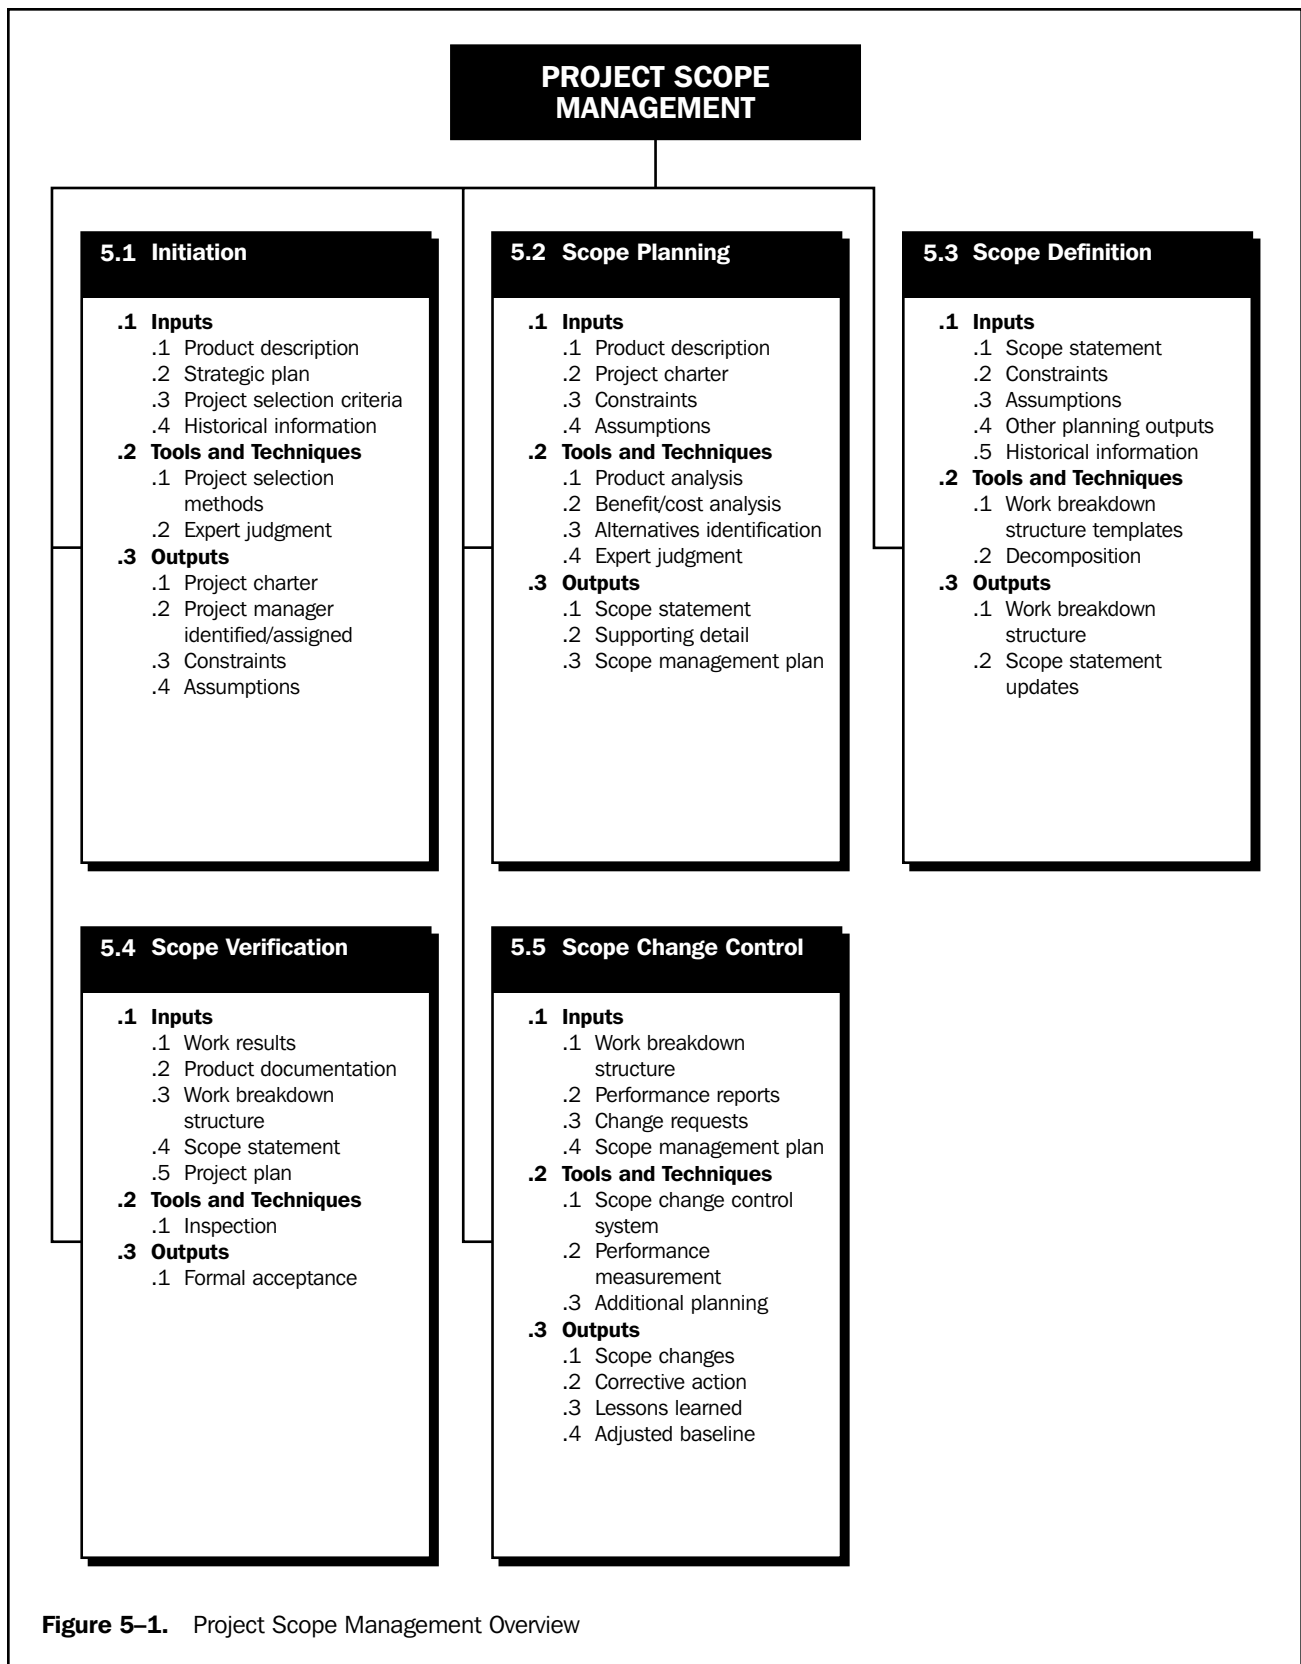 PROJECT SCOPE
MANAGEMENT
5.1 Initiation
.1 Inputs
.1 Product description
.2 Strategic plan
.3 Project selection criteria
.4 Historical information
.2 Tools and Techniques
.1 Project selection
methods
.2 Expert judgment
.3 Outputs
.1 Project charter
.2 Project manager
identified/assigned
.3 Constraints
.4 Assumptions
5.2 Scope Planning
.1 Inputs
.1 Product description
.2 Project charter
.3 Constraints
.4 Assumptions
.2 Tools and Techniques
.1 Product analysis
.2 Benefit/cost analysis
.3 Alternatives identification
.4 Expert judgment
.3 Outputs
.1 Scope statement
.2 Supporting detail
.3 Scope management plan
5.3 Scope Definition
.1 Inputs
.1 Scope statement
.2 Constraints
.3 Assumptions
.4 Other planning outputs
.5 Historical information
.2 Tools and Techniques
.1 Work breakdown
structure templates
.2 Decomposition
.3 Outputs
.1 Work breakdown
structure
.2 Scope statement
updates
5.4 Scope Verification
.1 Inputs
.1 Work results
.2 Product documentation
.3 Work breakdown
structure
.4 Scope statement
.5 Project plan
.2 Tools and Techniques
.1 Inspection
.3 Outputs
.1 Formal acceptance
5.5 Scope Change Control
.1 Inputs
.1 Work breakdown
structure
.2 Performance reports
.3 Change requests
.4 Scope management plan
.2 Tools and Techniques
.1 Scope change control
system
.2 Performance
measurement
.3 Additional planning
.3 Outputs
.1 Scope changes
.2 Corrective action
.3 Lessons learned
.4 Adjusted baseline
Figure 5–1. Project Scope Management Overview